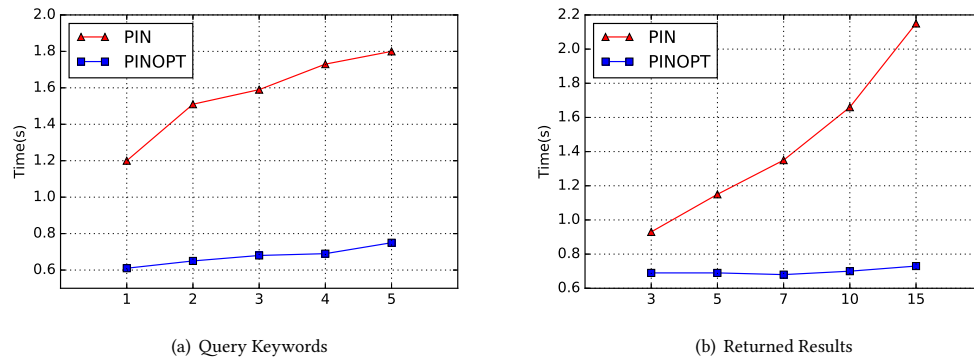 PIN
PINOPT
Time(s)
2.0
1.8
1.6
1.4
1.2
1.0
0.8
0.6
1 2 3 4 5
(a) Query Keywords
PIN
PINOPT
Time(s)
2.2
2.0
1.8
1.6
1.4
1.2
1.0
0.8
0.6
3 5 7 10 15
(b) Returned Results